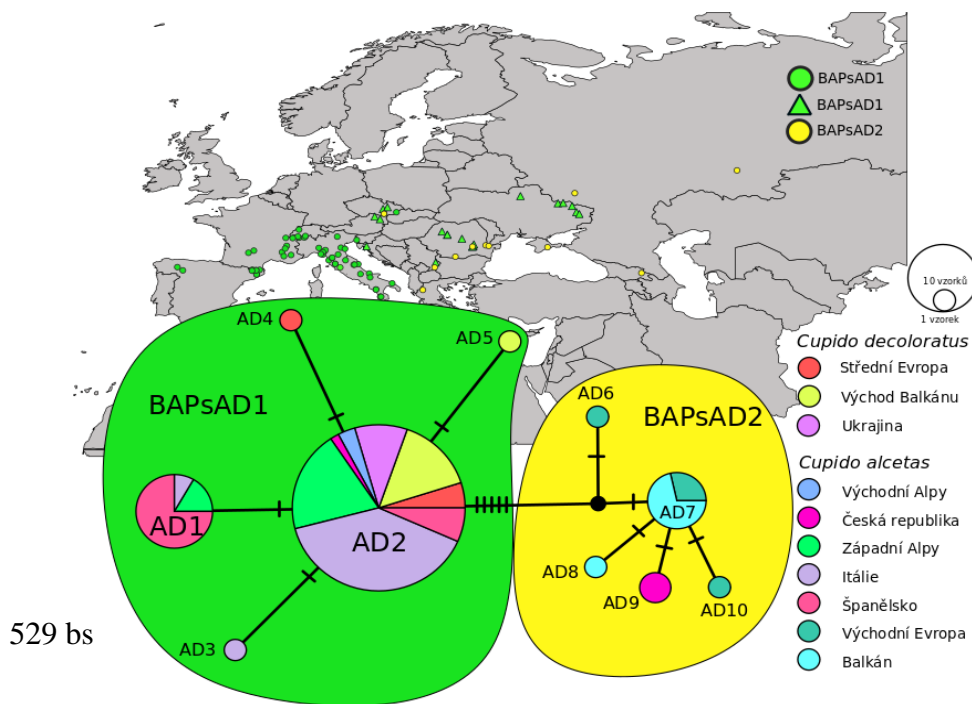 BAPsAD1
BAPsAD1
BAPsAD2
10 vzorků
1 vzorek
AD4
AD5
BAPsAD1
AD6
BAPsAD2
AD1
AD2
AD7
AD8
AD9
AD10
AD3
529 bs
Cupido decoloratus
Střední Evropa
Východ Balkánu
Ukrajina
Cupido alcetas
Východní Alpy
Česká republika
Západní Alpy
Itálie
Španělsko
Východní Evropa
Balkán